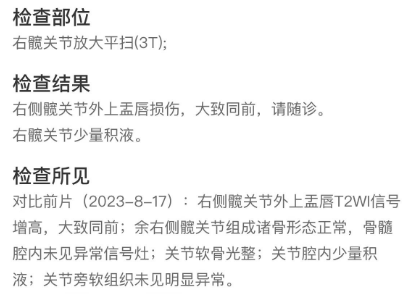 检查部位
右髋关节放大平扫(3T);
检查结果
右侧髋关节外上盂唇损伤，大致同前，请随诊。
右髋关节少量积液。
检查所见
对比前片（2023-8-17）：右侧髋关节外上盂唇T2WI信号
增高，大致同前；余右侧髋关节组成诸骨形态正常，骨髓
腔内未见异常信号灶；关节软骨光整；关节腔内少量积
液；关节旁软组织未见明显异常。